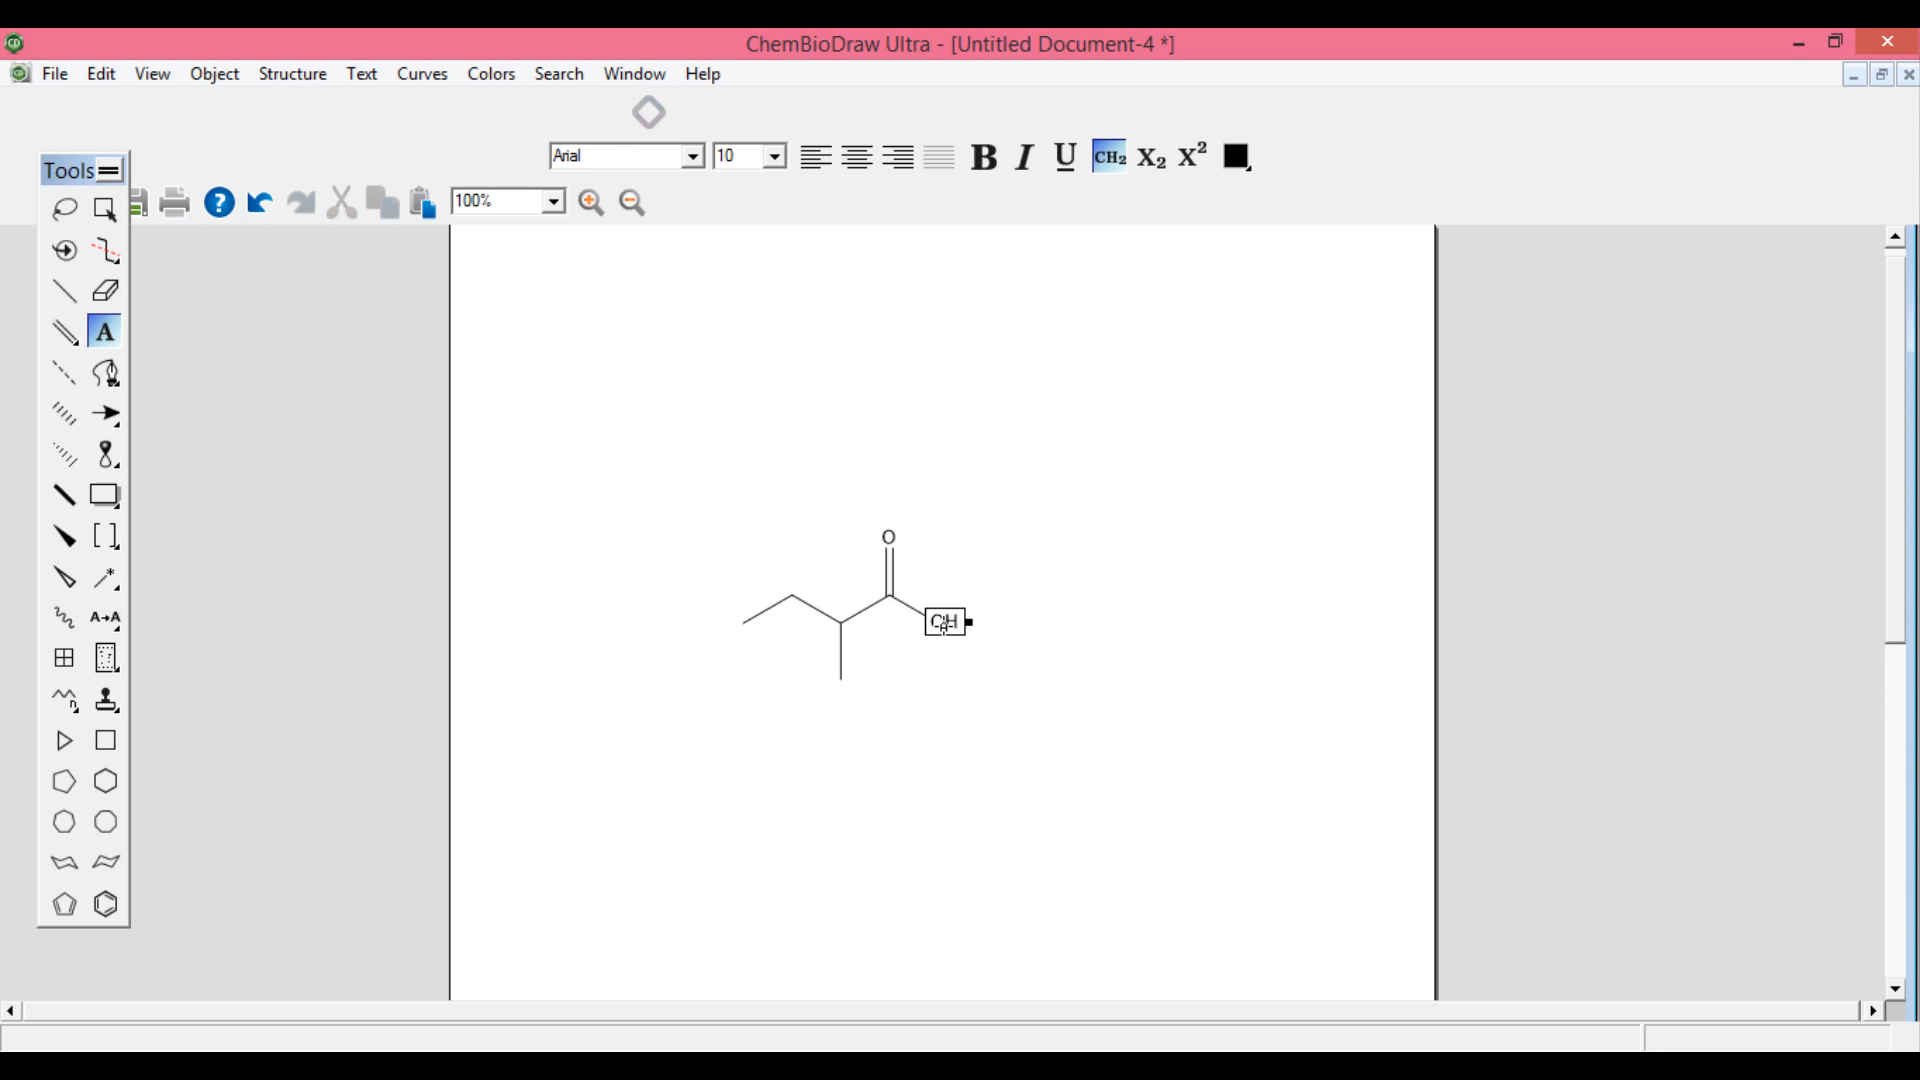 ChemBioDraw Ultra - [Untitled Document-4 *]
File Edit View Object Structure Text Curves Colors Search Window Help
Arial 10 B I U CH₂ X₂ X²
Tools
100%
A
A→A
n
O